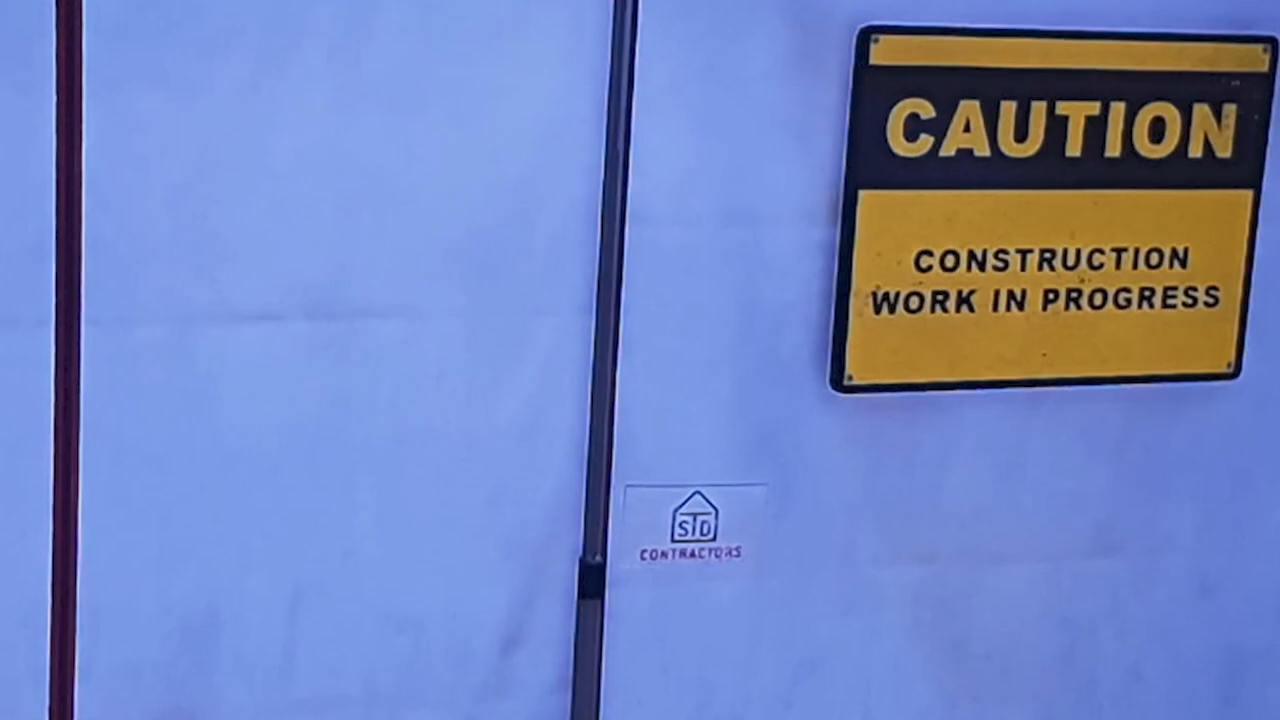 CAUTION
CONSTRUCTION
WORK IN PROGRESS
STD
CONTRACTORS